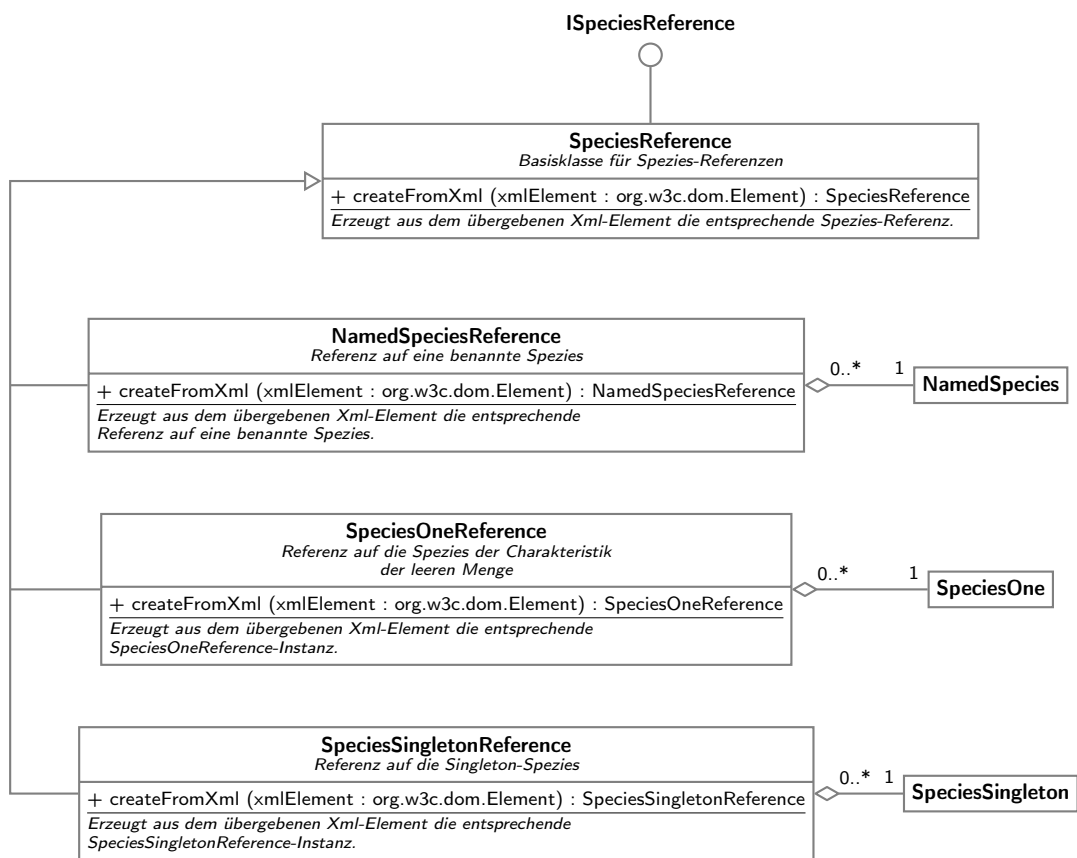 ISpeciesReference
SpeciesReference
Basisklasse für Spezies-Referenzen
+ createFromXml (xmlElement : org.w3c.dom.Element) : SpeciesReference
Erzeugt aus dem übergebenen Xml-Element die entsprechende Spezies-Referenz.
NamedSpeciesReference
Referenz auf eine benannte Spezies
+ createFromXml (xmlElement : org.w3c.dom.Element) : NamedSpeciesReference
Erzeugt aus dem übergebenen Xml-Element die entsprechende
Referenz auf eine benannte Spezies.
0..* 1
NamedSpecies
SpeciesOneReference
Referenz auf die Spezies der Charakteristik
der leeren Menge
+ createFromXml (xmlElement : org.w3c.dom.Element) : SpeciesOneReference
Erzeugt aus dem übergebenen Xml-Element die entsprechende
SpeciesOneReference-Instanz.
0..* 1
SpeciesOne
SpeciesSingletonReference
Referenz auf die Singleton-Spezies
+ createFromXml (xmlElement : org.w3c.dom.Element) : SpeciesSingletonReference
Erzeugt aus dem übergebenen Xml-Element die entsprechende
SpeciesSingletonReference-Instanz.
0..* 1
SpeciesSingleton